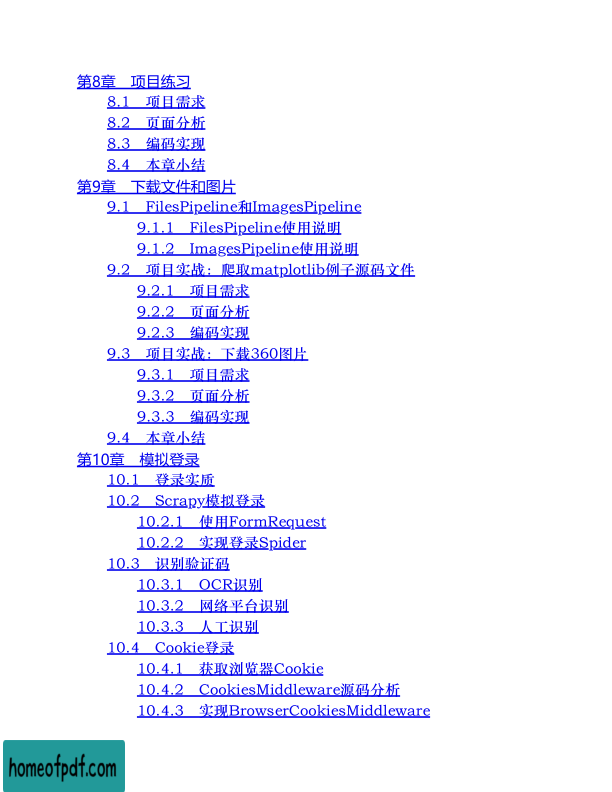 第8章　项目练习
8.1　项目需求
8.2　页面分析
8.3　编码实现
8.4　本章小结
第9章　下载文件和图片
9.1　FilesPipeline和ImagesPipeline
9.1.1　FilesPipeline使用说明
9.1.2　ImagesPipeline使用说明
9.2　项目实战：爬取matplotlib例子源码文件
9.2.1　项目需求
9.2.2　页面分析
9.2.3　编码实现
9.3　项目实战：下载360图片
9.3.1　项目需求
9.3.2　页面分析
9.3.3　编码实现
9.4　本章小结
第10章　模拟登录
10.1　登录实质
10.2　Scrapy模拟登录
10.2.1　使用FormRequest
10.2.2　实现登录Spider
10.3　识别验证码
10.3.1　OCR识别
10.3.2　网络平台识别
10.3.3　人工识别
10.4　Cookie登录
10.4.1　获取浏览器Cookie
10.4.2　CookiesMiddleware源码分析
10.4.3　实现BrowserCookiesMiddleware
homeofpdf.com